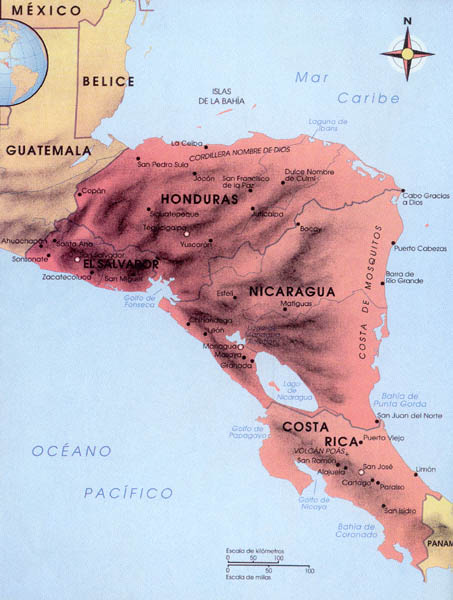 MÉXICO
N
BELICE
Mar
Caribe
ISLAS
DE LA BAHÍA
Laguna de
Ibans
GUATEMALA
La Ceiba
CORDILLERA NOMBRE DE DIOS
San Pedro Sula
Jocón
San Francisco
de la Paz
Dulce Nombre
de Culmí
Copán
HONDURAS
Cabo Gracias
a Dios
Siguatepeque
Juticalpa
Tegucigalpa
Bocay
Ahuachapán
Santa Ana
Yuscarán
Puerto Cabezas
Sonsonate
San Salvador
EL SALVADOR
COSTA DE MOSQUITOS
Zacatecoluca
San Miguel
Barra de
Río Grande
Golfo de
Fonseca
Estelí
NICARAGUA
Matiguas
Chinandega
León
Managua
Masaya
Granada
Lago de
Nicaragua
Bahía de
Punta Gorda
San Juan del Norte
Golfo de
Papagayo
COSTA
RICA
Puerto Viejo
VOLCÁN POÁS
OCÉANO
PACÍFICO
San Ramón
Alajuela
San José
Limón
Cartago
Paraíso
Golfo de
Nicoya
San Isidro
Bahía de
Coronado
PANAM
Escala de kilómetros
0 50 100
0 50 100
Escala de millas